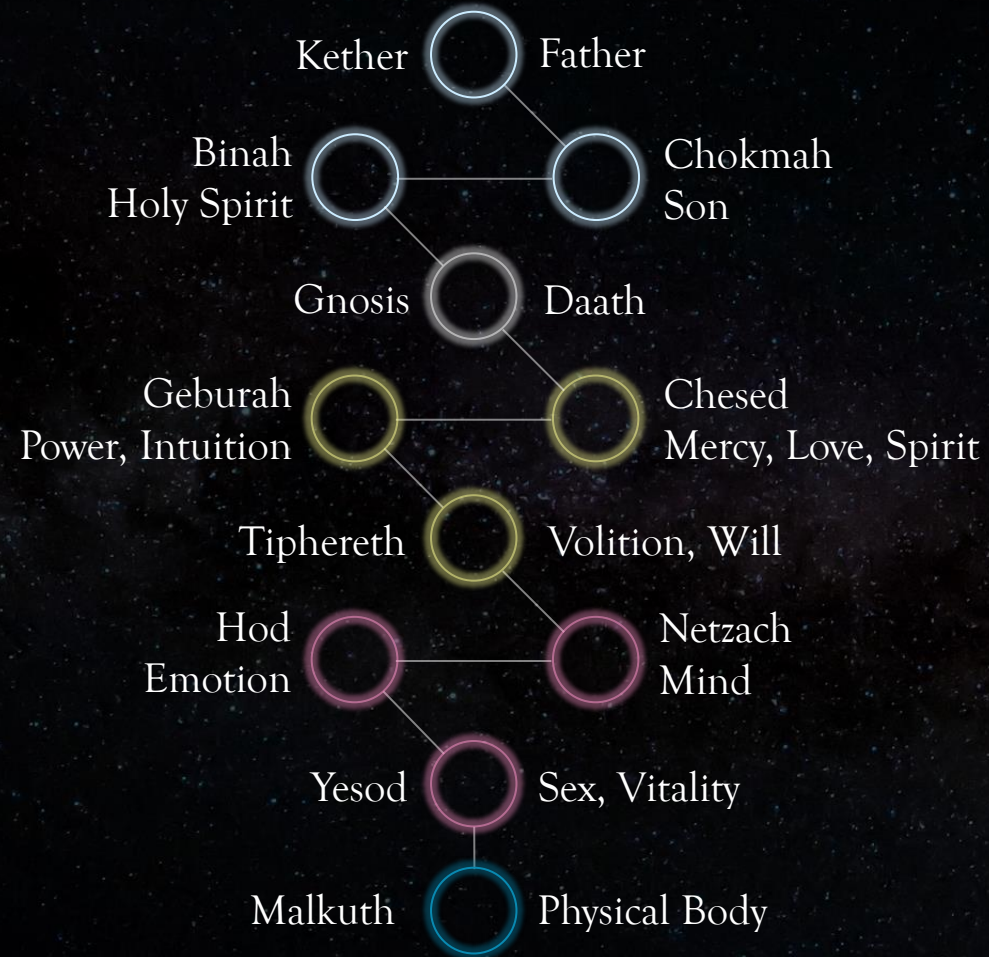 Kether Father
Binah
Holy Spirit
Chokmah
Son
Gnosis Daath
Geburah
Power, Intuition
Chesed
Mercy, Love, Spirit
Tiphereth Volition, Will
Hod
Emotion
Netzach
Mind
Yesod Sex, Vitality
Malkuth Physical Body